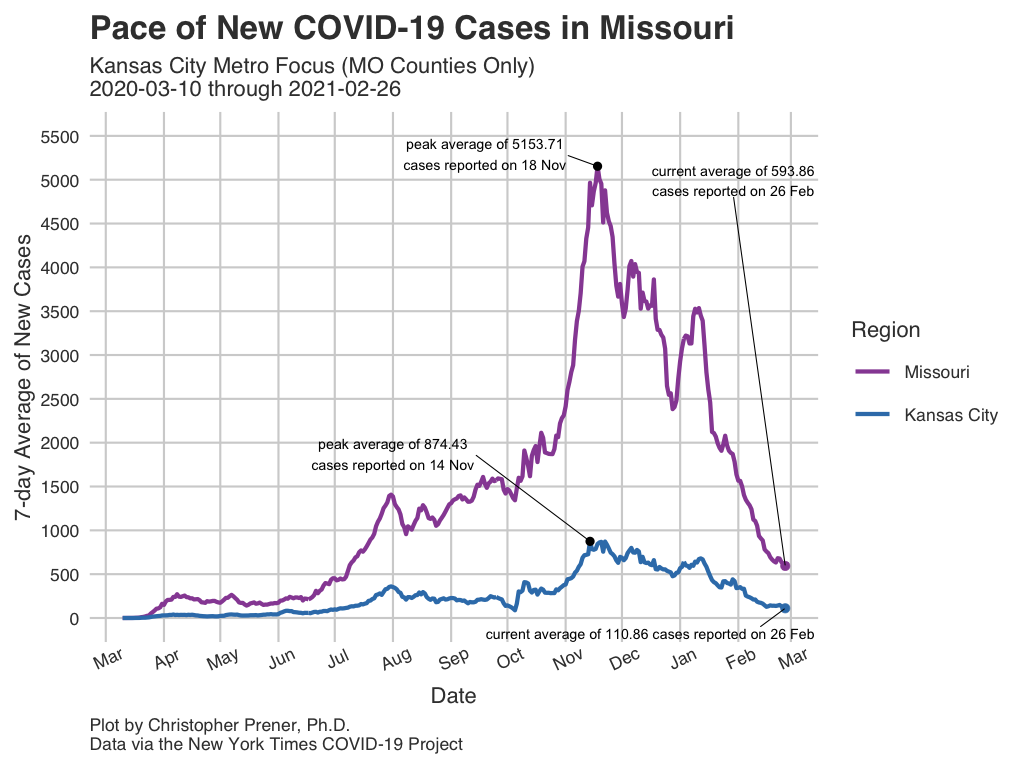 Pace of New COVID-19 Cases in Missouri
Kansas City Metro Focus (MO Counties Only)
2020-03-10 through 2021-02-26
7-day Average of New Cases
5500
5000
4500
4000
3500
3000
2500
2000
1500
1000
500
0
peak average of 5153.71
cases reported on 18 Nov
current average of 593.86
cases reported on 26 Feb
peak average of 874.43
cases reported on 14 Nov
current average of 110.86 cases reported on 26 Feb
Mar
Apr
May
Jun
Jul
Aug
Sep
Oct
Nov
Dec
Jan
Feb
Mar
Date
Region
Missouri
Kansas City
Plot by Christopher Prener, Ph.D.
Data via the New York Times COVID-19 Project